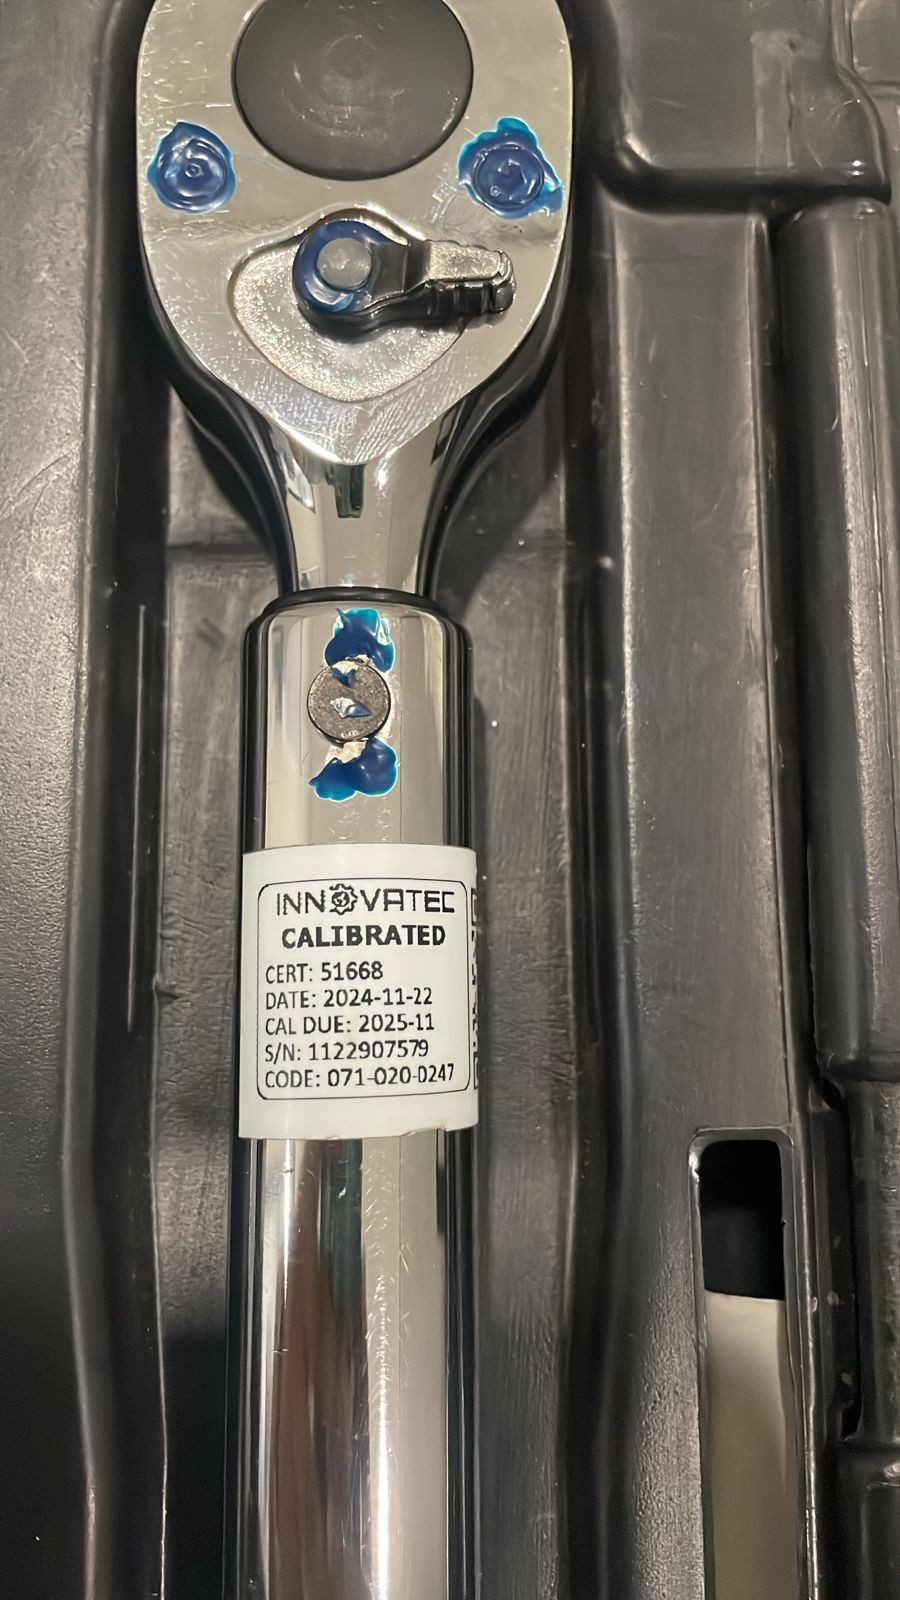 INNOVATEC
CALIBRATED
CERT: 51668
DATE: 2024-11-22
CAL DUE: 2025-11
S/N: 1122907579
CODE: 071-020-0247